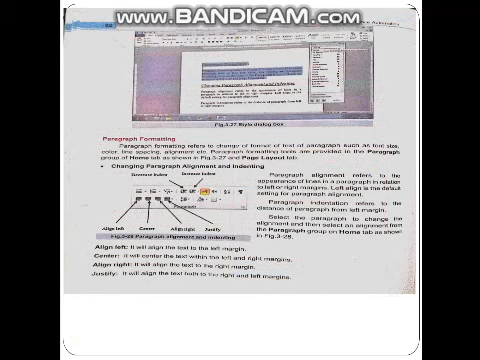 www.BANDICAM.com
Changing Paragraph Alignment and Indenting
Fig.3-27 Style dialog box
Paragraph Formatting
Paragraph formatting refers to change of format of text of paragraph such as font size,
color, line spacing, alignment etc. Paragraph formatting tools are provided in the Paragraph
group of Home tab as shown in Fig.3-27 and Page Layout tab.
• Changing Paragraph Alignment and Indenting
Decrease indent
Increase indent
Paragraph
Align left
Center
Align right
Justify
Fig.3-28 Paragraph alignment and indenting
Paragraph alignment refers to the
appearance of lines in a paragraph in relation
to left or right margins. Left align is the default
setting for paragraph alignment.
Paragraph indentation refers to the
distance of paragraph from left margin.
Select the paragraph to change the
alignment and then select an alignment from
the Paragraph group on Home tab as shown
in Fig.3-28.
Align left: It will align the text to the left margin.
Center: It will center the text within the left and right margins.
Align right: It will align the text to the right margin.
Justify: It will align the text both to the right and left margins.